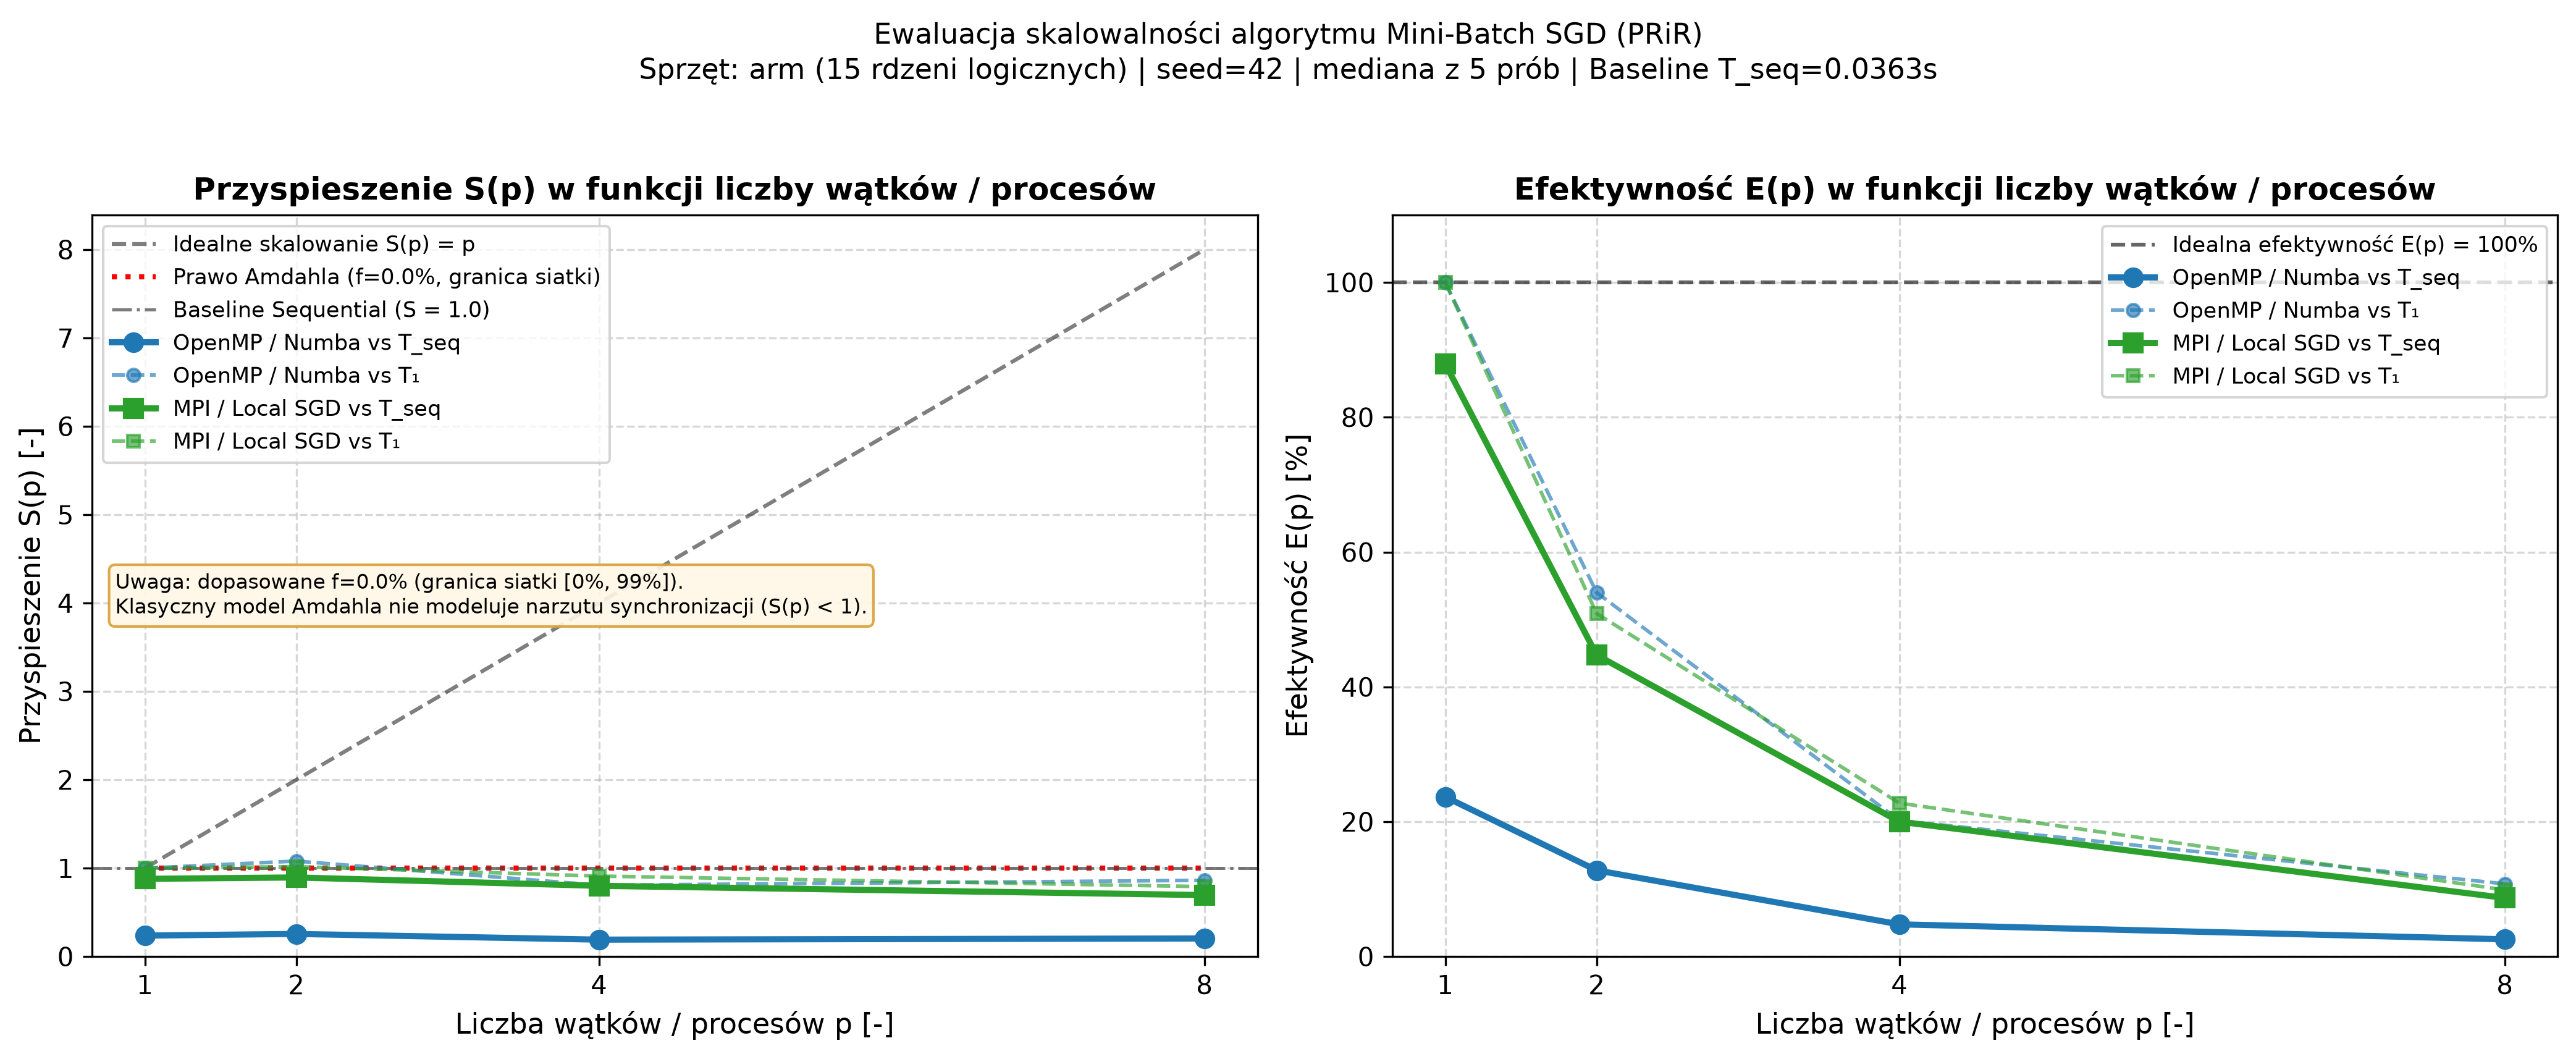 Ewaluacja skalowalności algorytmu Mini-Batch SGD (PRiR)
Sprzęt: arm (15 rdzeni logicznych) | seed=42 | mediana z 5 prób | Baseline T_seq=0.0363s
Przyspieszenie S(p) w funkcji liczby wątków / procesów
Przyspieszenie S(p) [-]
8
7
6
5
4
3
2
1
0
Idealne skalowanie S(p) = p
Prawo Amdahla (f=0.0%, granica siatki)
Baseline Sequential (S = 1.0)
OpenMP / Numba vs T_seq
OpenMP / Numba vs T₁
MPI / Local SGD vs T_seq
MPI / Local SGD vs T₁
Uwaga: dopasowane f=0.0% (granica siatki [0%, 99%]).
Klasyczny model Amdahla nie modeluje narzutu synchronizacji (S(p) < 1).
1 2 4 8
Liczba wątków / procesów p [-]
Efektywność E(p) w funkcji liczby wątków / procesów
Efektywność E(p) [%]
100
80
60
40
20
0
Idealna efektywność E(p) = 100%
OpenMP / Numba vs T_seq
OpenMP / Numba vs T₁
MPI / Local SGD vs T_seq
MPI / Local SGD vs T₁
1 2 4 8
Liczba wątków / procesów p [-]